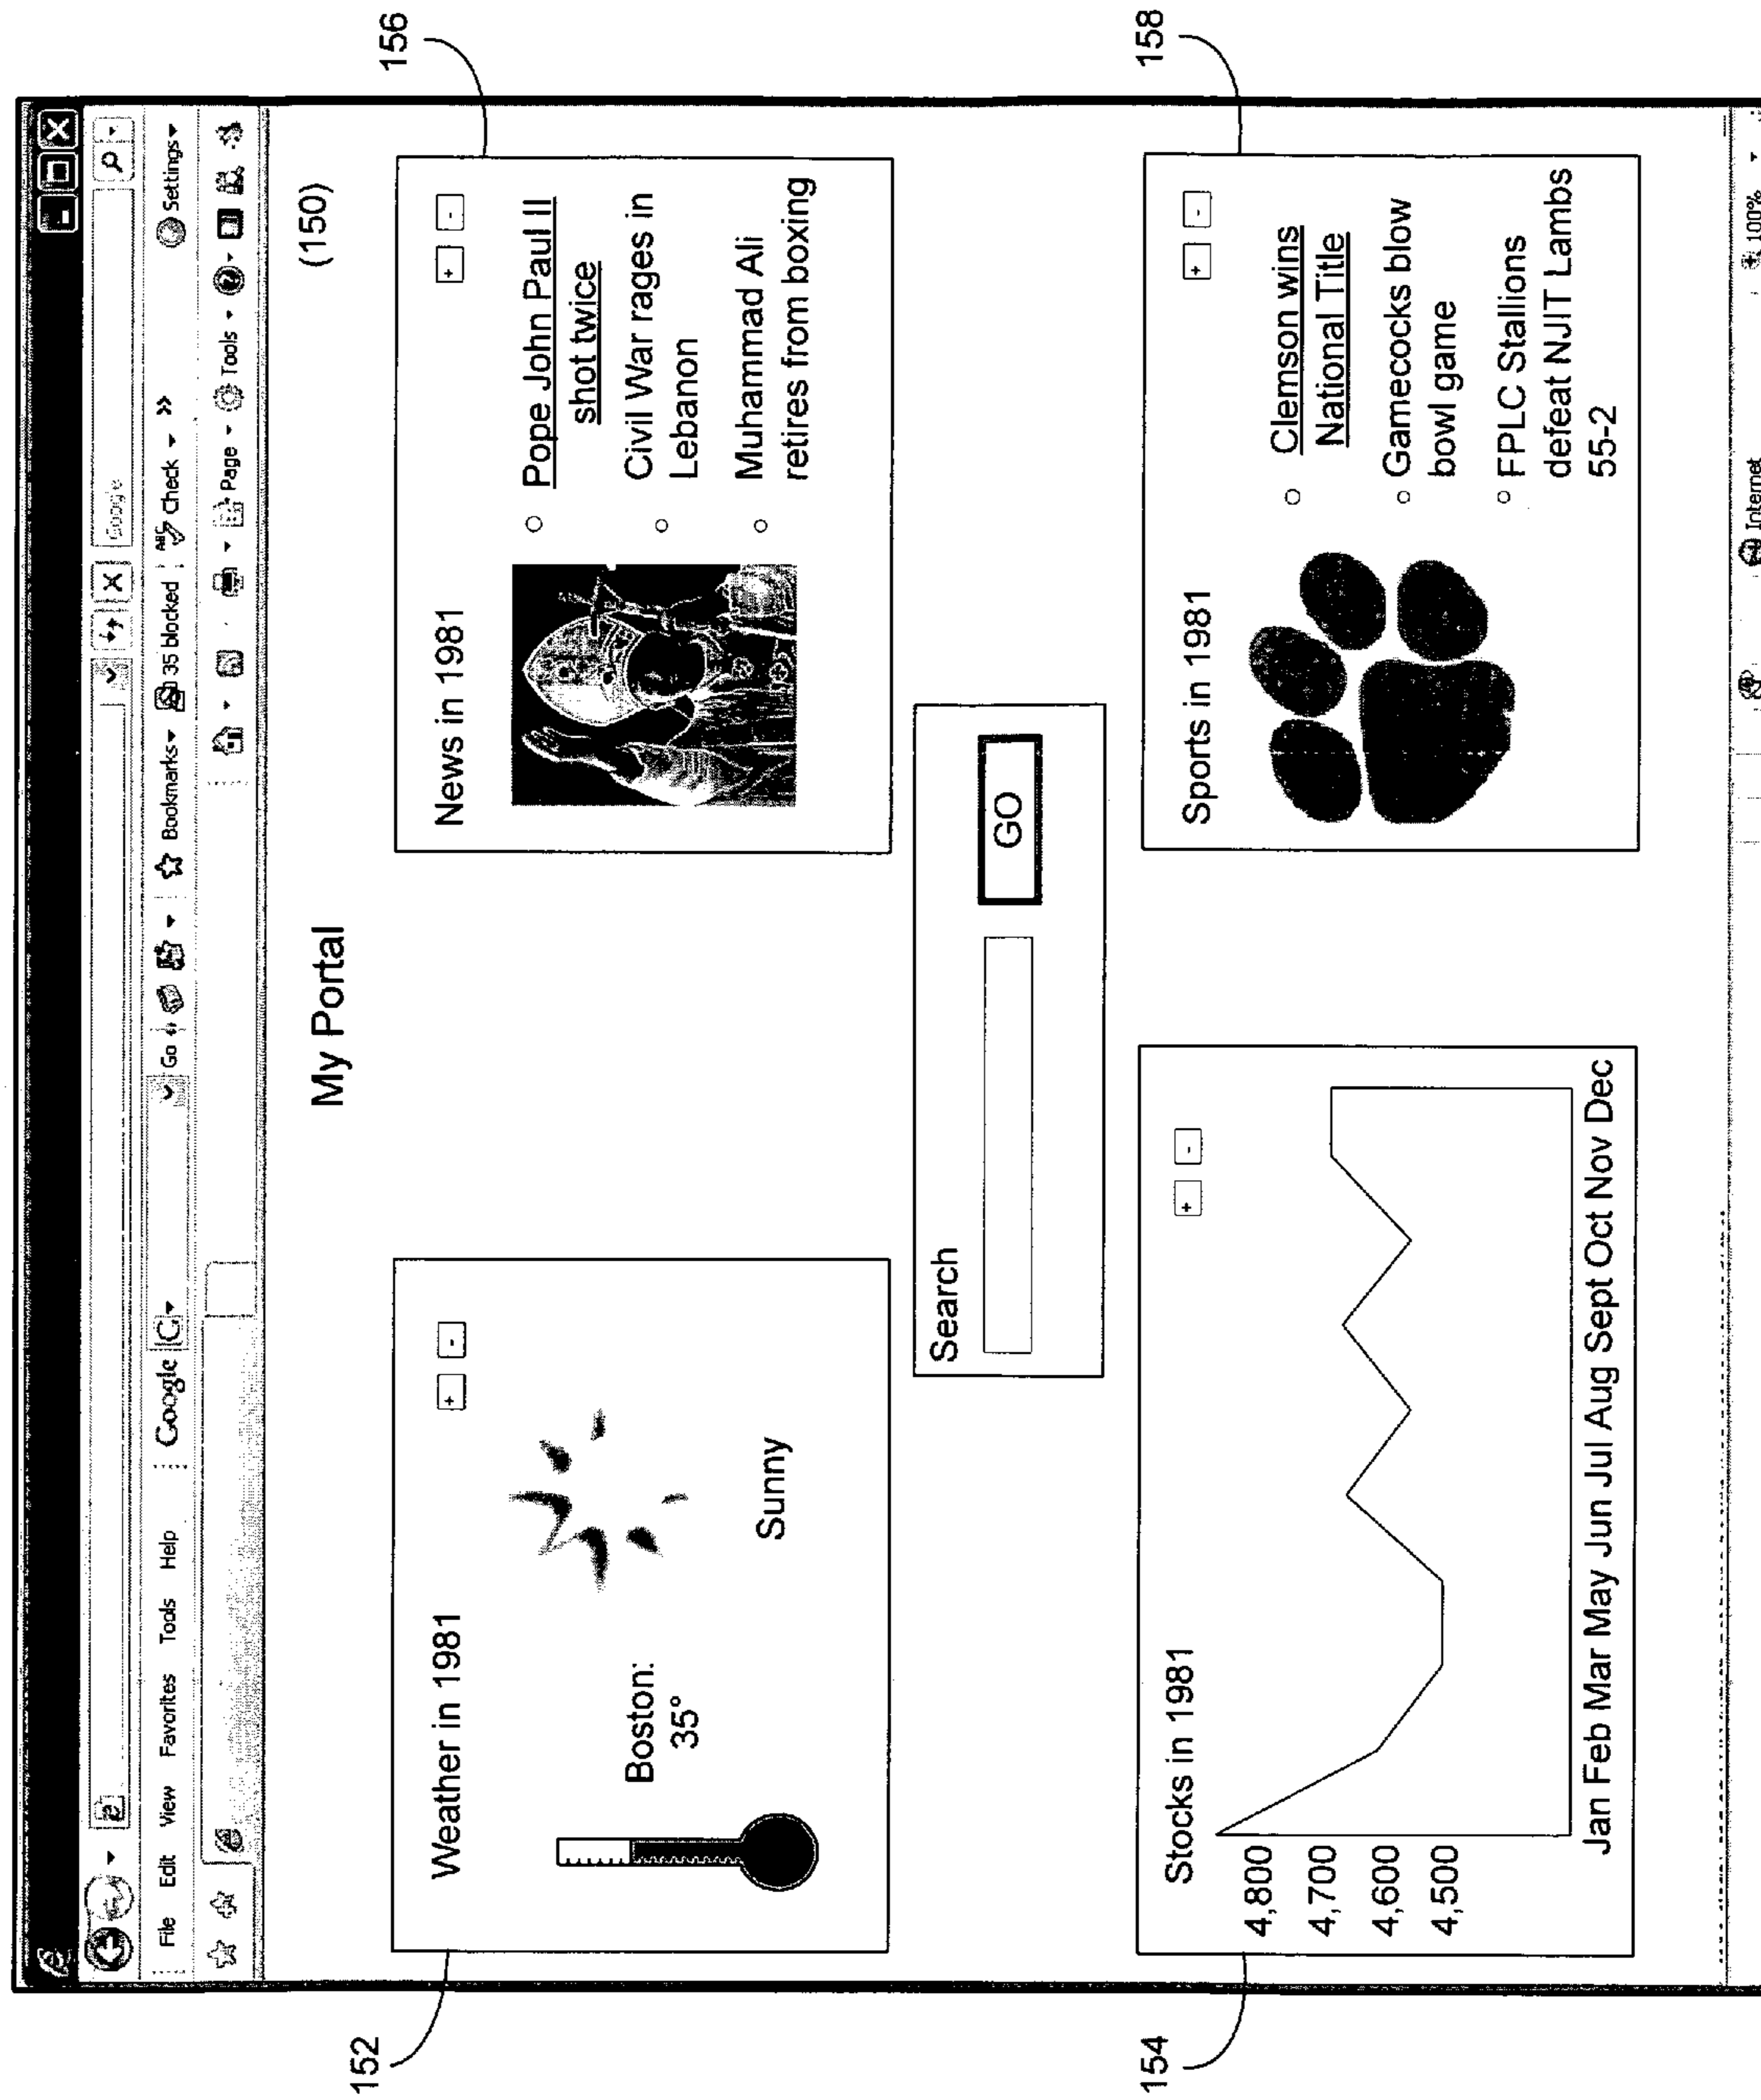 Google
File Edit View Favorites Tools Help
Google
Go
Bookmarks
35 blocked
Check
Settings
Page
Tools
My Portal
(150)
152
Weather in 1981
+ -
Boston:
35°
Sunny
156
News in 1981
+ -
Pope John Paul II
shot twice
Civil War rages in
Lebanon
Muhammad Ali
retires from boxing
Search
GO
154
Stocks in 1981
+ -
4,800
4,700
4,600
4,500
Jan Feb Mar May Jun Jul Aug Sept Oct Nov Dec
158
Sports in 1981
+ -
Clemson wins
National Title
Gamecocks blow
bowl game
FPLC Stallions
defeat NJIT Lambs
55-2
Internet
100%